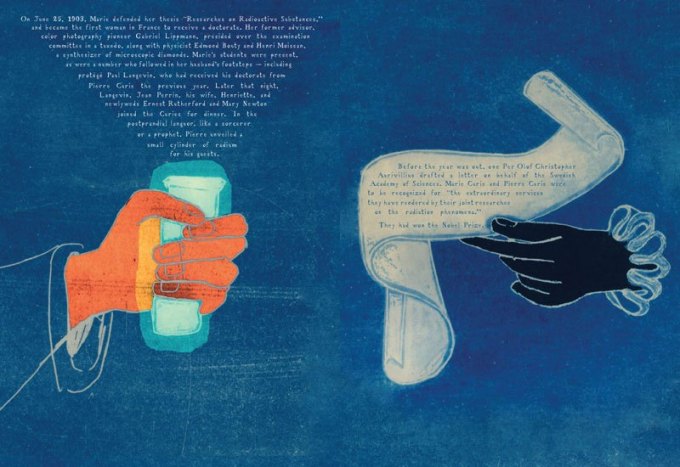 On June 25, 1903, Marie defended her thesis "Researches on Radioactive Substances,"
and became the first woman in France to receive a doctorate. Her former advisor,
color photography pioneer Gabriel Lippmann, presided over the examination
committee in a tuxedo, along with physicist Edmond Bouty and Henri Moissan,
a synthesizer of microscopic diamonds. Marie's students were present,
as were a number who followed in her husband's footsteps — including
protégé Paul Langevin, who had received his doctorate from
Pierre Curie the previous year. Later that night,
Langevin, Jean Perrin, his wife, Henriette, and
newlyweds Ernest Rutherford and Mary Newton
joined the Curies for dinner. In the
postprandial langour, like a sorcerer
or a prophet, Pierre unveiled a
small cylinder of radium
for his guests.
Before the year was out, one Per Oluf Christopher
Aurivillius drafted a letter on behalf of the Swedish
Academy of Sciences. Marie Curie and Pierre Curie were
to be recognized for "the extraordinary services
they have rendered by their joint researches
on the radiation phenomena."
They had won the Nobel Prize.